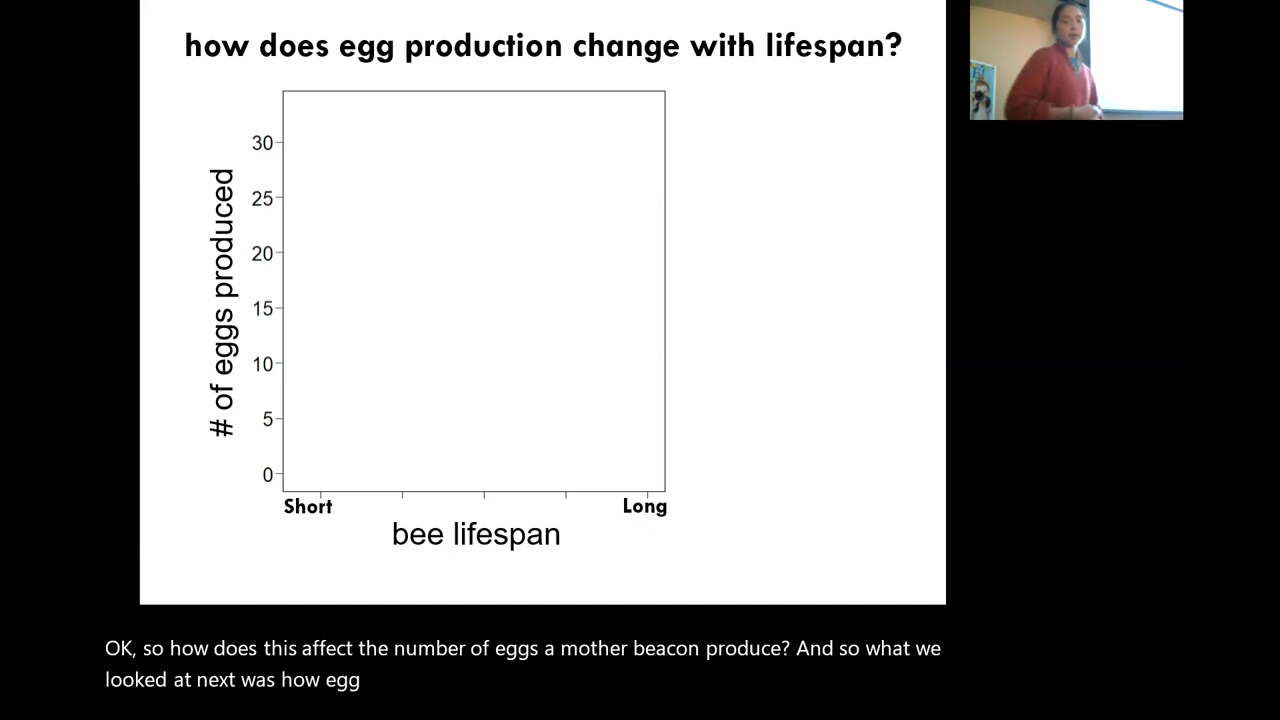 how does egg production change with lifespan?
# of eggs produced
30
25
20
15
10
5
0
Short
Long
bee lifespan
OK, so how does this affect the number of eggs a mother beacon produce? And so what we
looked at next was how egg